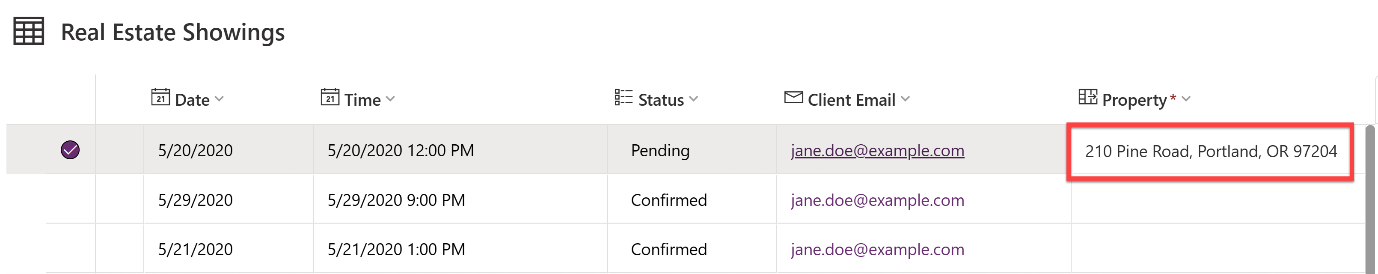 Real Estate Showings
Date Time Status Client Email Property*
5/20/2020 5/20/2020 12:00 PM Pending jane.doe@example.com 210 Pine Road, Portland, OR 97204
5/29/2020 5/29/2020 9:00 PM Confirmed jane.doe@example.com
5/21/2020 5/21/2020 1:00 PM Confirmed jane.doe@example.com